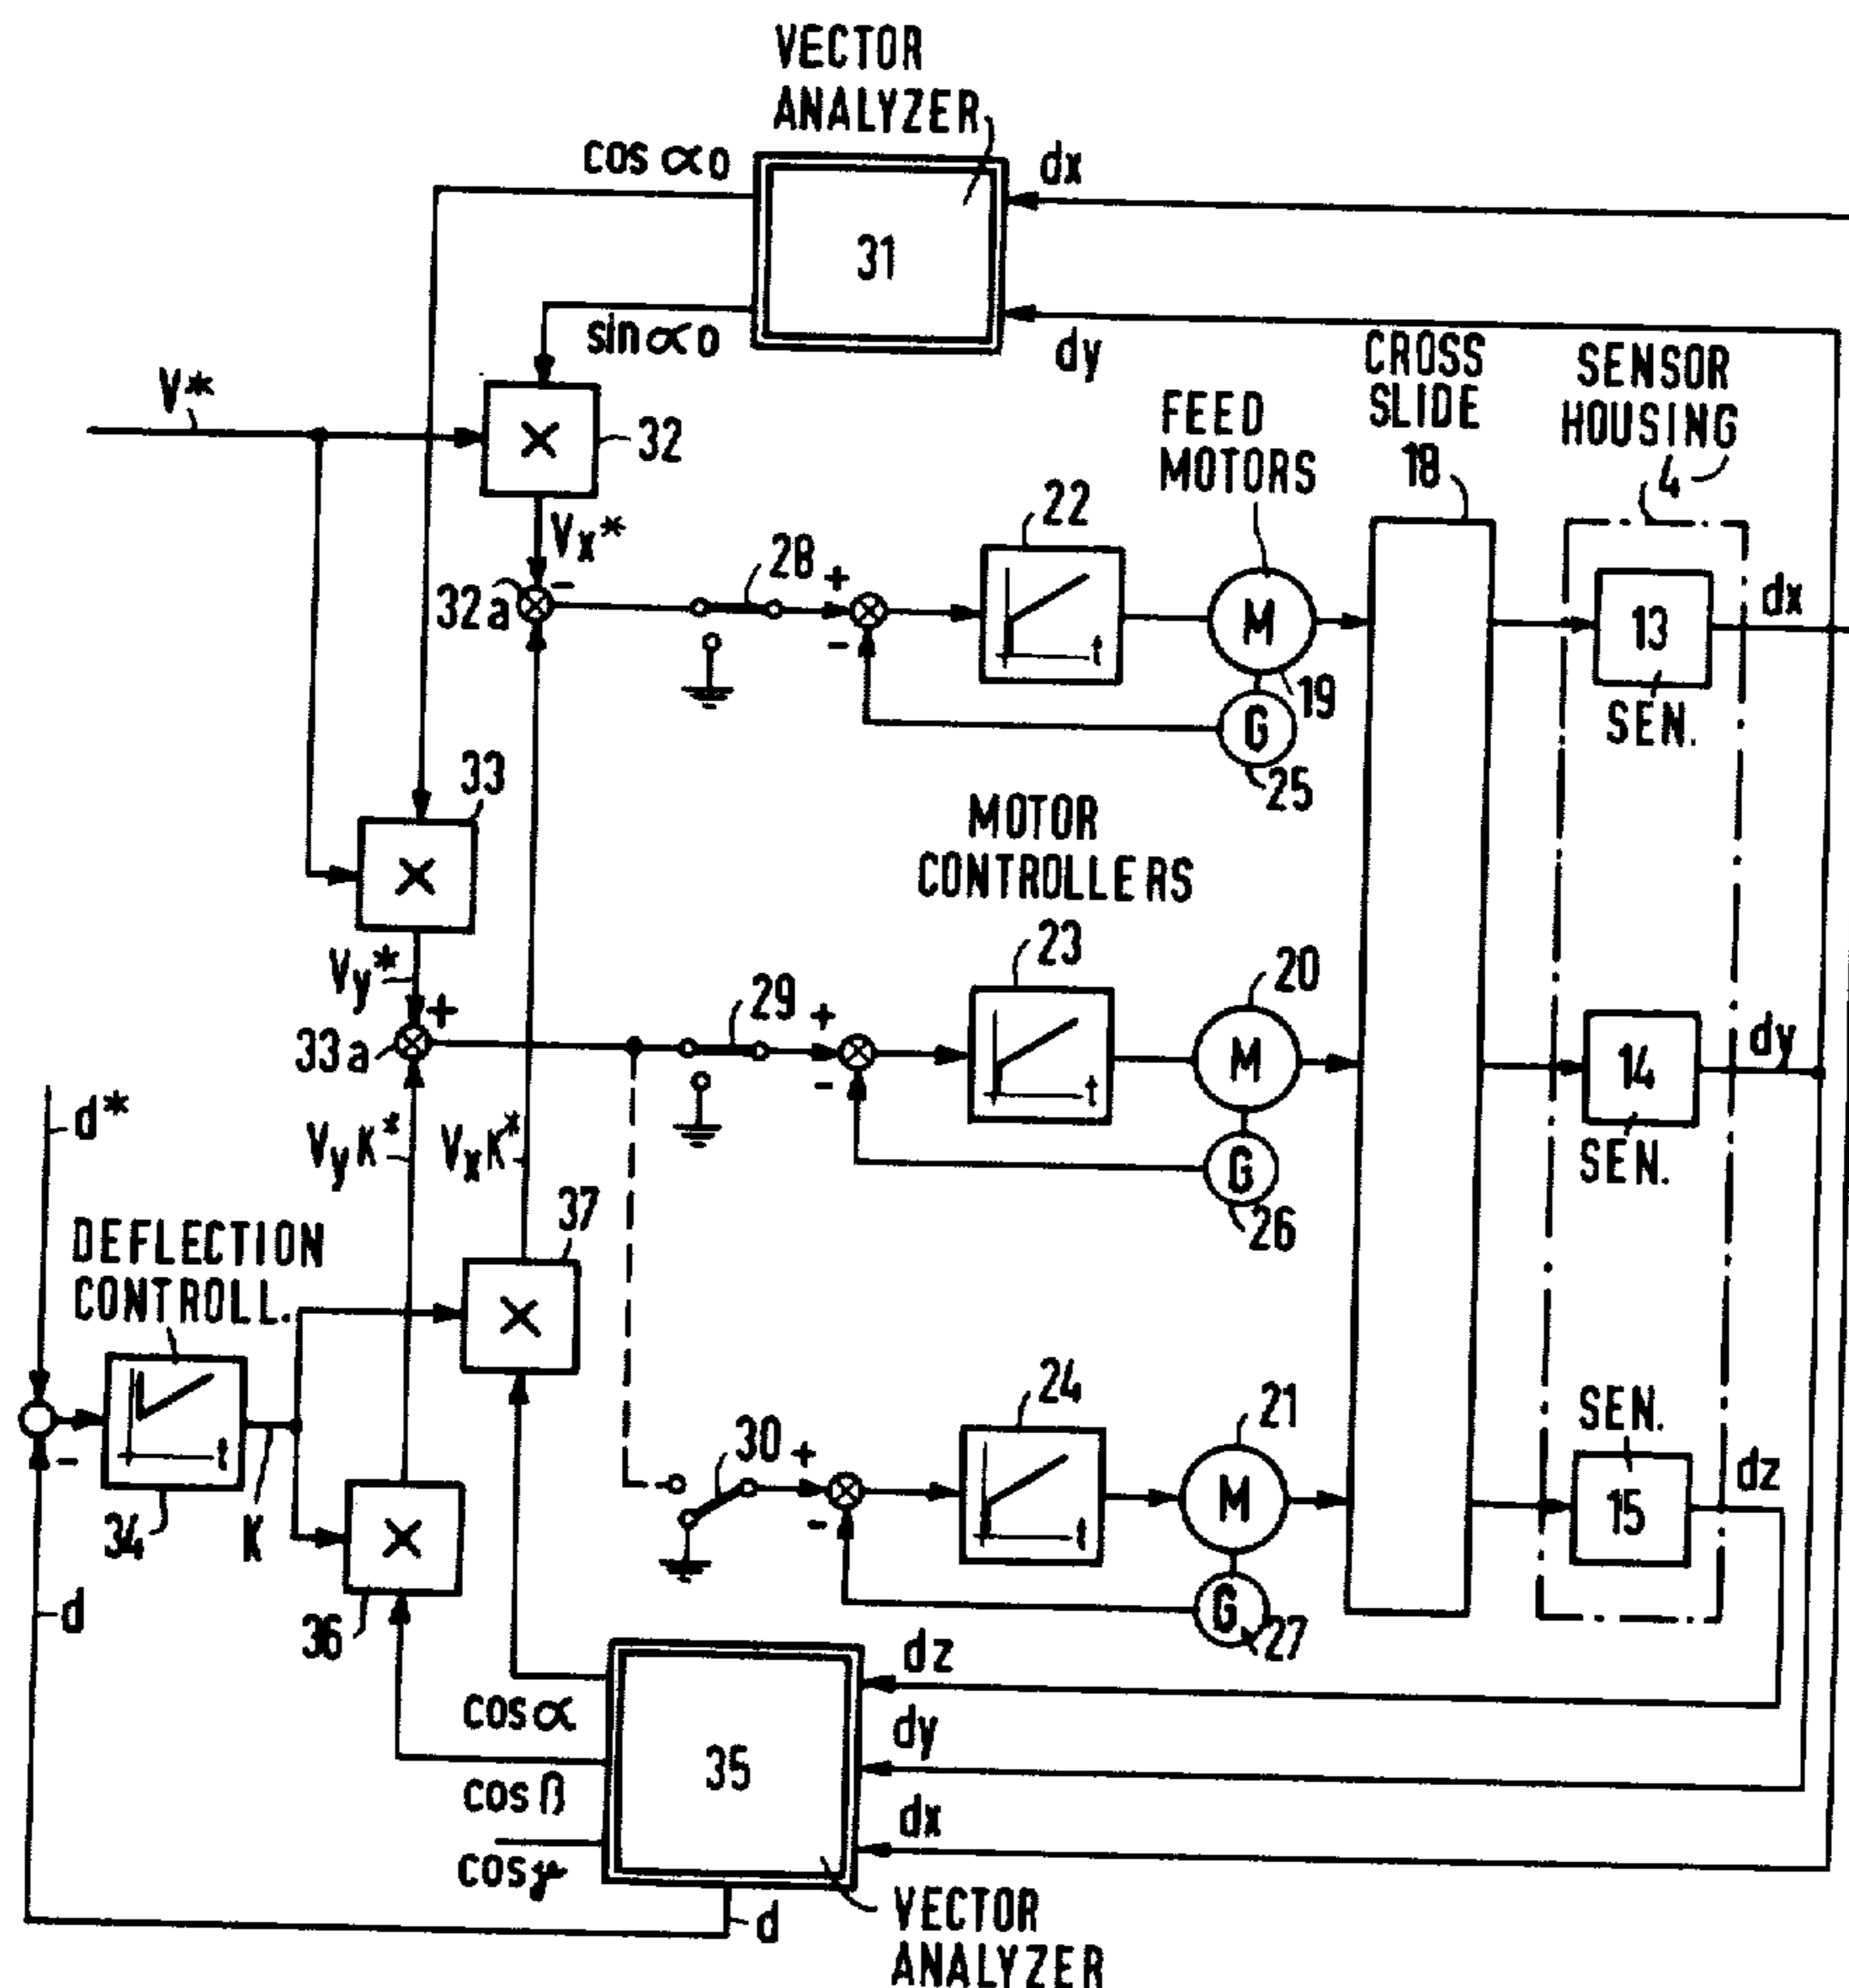 VECTOR
ANALYZER
cos αo
dx
31
sin αo
dy
V*
32
CROSS
SLIDE
18
SENSOR
HOUSING
4
FEED
MOTORS
Vx*
22
28
+
-
32a
-
t
M
19
13
dx
SEN.
G
25
33
MOTOR
CONTROLLERS
23
20
Vy*
+
29
+
33a
-
t
M
14
dy
SEN.
G
26
d*
VyK*
VxK*
37
DEFLECTION
CONTROLL.
24
21
SEN.
30
+
-
t
M
15
dz
t
-
34
K
G
27
d
36
dz
cos α
dy
35
cos β
dx
cos γ
d
VECTOR
ANALYZER